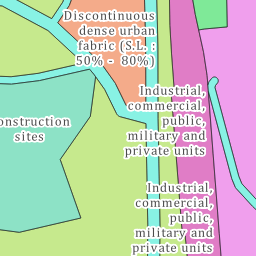 Discontinuous
dense urban
fabric (S.L. :
50% - 80%)
Industrial,
commercial,
public,
military and
private units
onstruction
sites
Industrial,
commercial,
public,
military and
private units